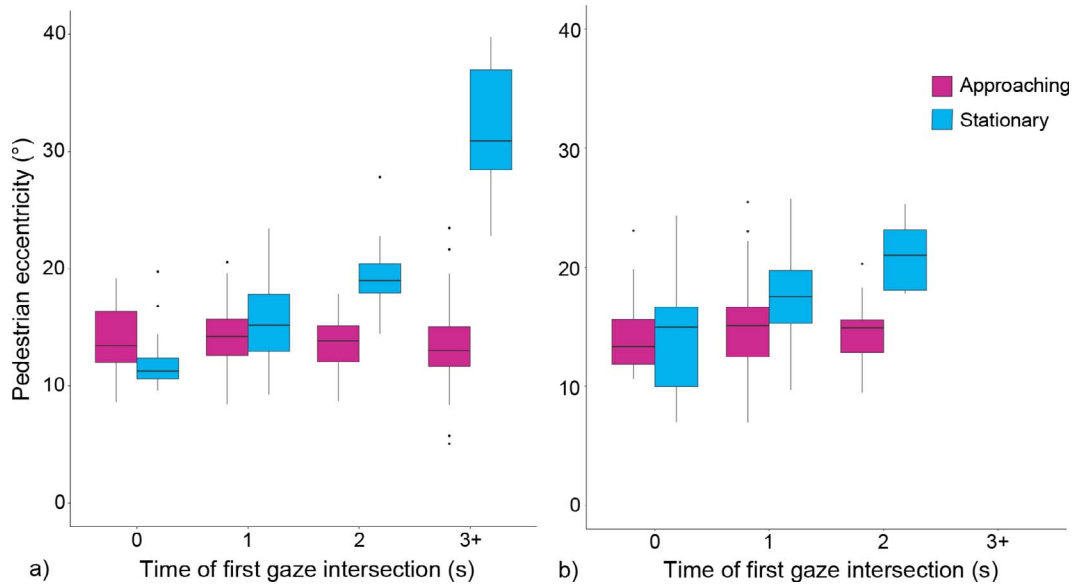 Pedestrian eccentricity (°)
40
30
20
10
0
0 1 2 3+
a) Time of first gaze intersection (s)
40
30
20
10
0
Approaching
Stationary
0 1 2 3+
b) Time of first gaze intersection (s)